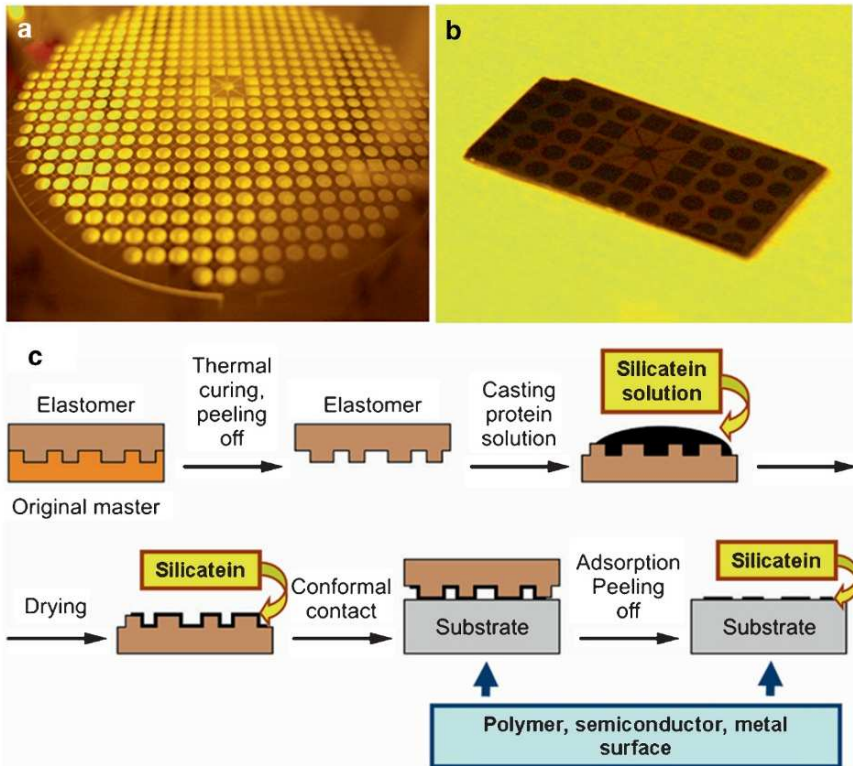 a
b
c
Elastomer
Original master
Thermal
curing,
peeling
off
Elastomer
Casting
protein
solution
Silicatein
solution
Drying
Silicatein
Conformal
contact
Substrate
Adsorption
Peeling
off
Silicatein
Substrate
Polymer, semiconductor, metal
surface